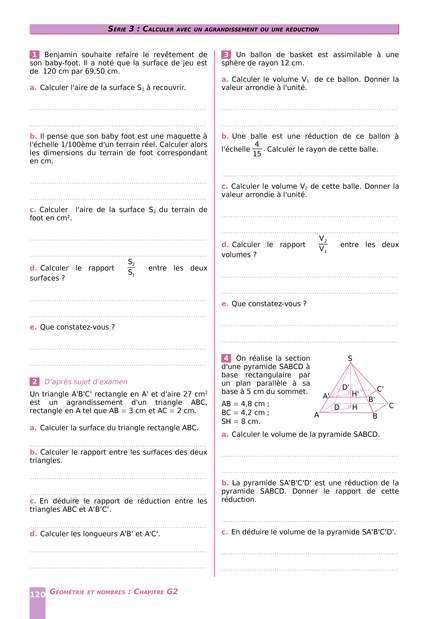 SÉRIE 3 : CALCULER AVEC UN AGRANDISSEMENT OU UNE RÉDUCTION
1 Benjamin souhaite refaire le revêtement de
son baby-foot. Il a noté que la surface de jeu est
de 120 cm par 69,50 cm.
a. Calculer l'aire de la surface S₁ à recouvrir.
b. Il pense que son baby foot est une maquette à
l'échelle 1/100ème d'un terrain réel. Calculer alors
les dimensions du terrain de foot correspondant
en cm.
c. Calculer l'aire de la surface S₂ du terrain de
foot en cm².
d. Calculer le rapport S₂/S₁ entre les deux
surfaces ?
e. Que constatez-vous ?
2 D'après sujet d'examen
Un triangle A'B'C' rectangle en A' et d'aire 27 cm²
est un agrandissement d'un triangle ABC,
rectangle en A tel que AB = 3 cm et AC = 2 cm.
a. Calculer la surface du triangle rectangle ABC.
b. Calculer le rapport entre les surfaces des deux
triangles.
c. En déduire le rapport de réduction entre les
triangles ABC et A'B'C'.
d. Calculer les longueurs A'B' et A'C'.
3 Un ballon de basket est assimilable à une
sphère de rayon 12 cm.
a. Calculer le volume V₁ de ce ballon. Donner la
valeur arrondie à l'unité.
b. Une balle est une réduction de ce ballon à
l'échelle 4/15. Calculer le rayon de cette balle.
c. Calculer le volume V₂ de cette balle. Donner la
valeur arrondie à l'unité.
d. Calculer le rapport V₂/V₁ entre les deux
volumes ?
e. Que constatez-vous ?
4 On réalise la section
d'une pyramide SABCD à
base rectangulaire par
un plan parallèle à sa
base à 5 cm du sommet.
AB = 4,8 cm ;
BC = 4,2 cm ;
SH = 8 cm.
S
D' C'
A' H' B'
D H C
A B
a. Calculer le volume de la pyramide SABCD.
b. La pyramide SA'B'C'D' est une réduction de la
pyramide SABCD. Donner le rapport de cette
réduction.
c. En déduire le volume de la pyramide SA'B'C'D'.
120 GÉOMÉTRIE ET NOMBRES : CHAPITRE G2